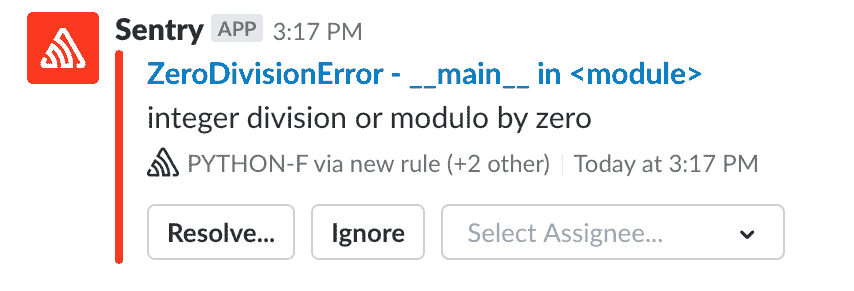 Sentry APP 3:17 PM
ZeroDivisionError - __main__ in <module>
integer division or modulo by zero
PYTHON-F via new rule (+2 other) Today at 3:17 PM
Resolve... Ignore Select Assignee...